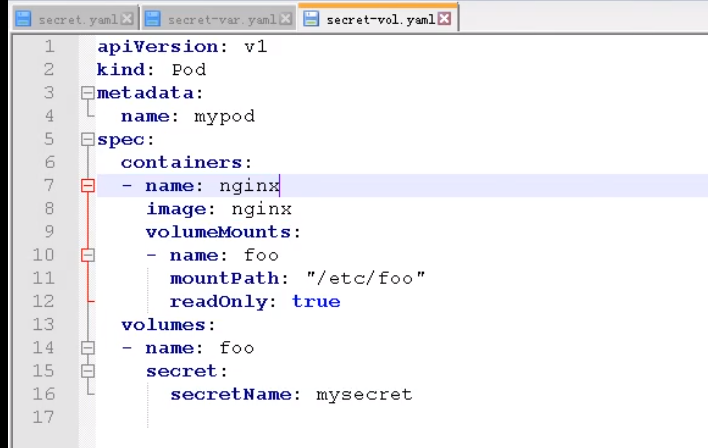 secret.yaml secret-var.yaml secret-vol.yaml
1 apiVersion: v1
2 kind: Pod
3 metadata:
4   name: mypod
5 spec:
6   containers:
7   - name: nginx
8     image: nginx
9     volumeMounts:
10     - name: foo
11       mountPath: "/etc/foo"
12       readOnly: true
13   volumes:
14   - name: foo
15     secret:
16       secretName: mysecret
17